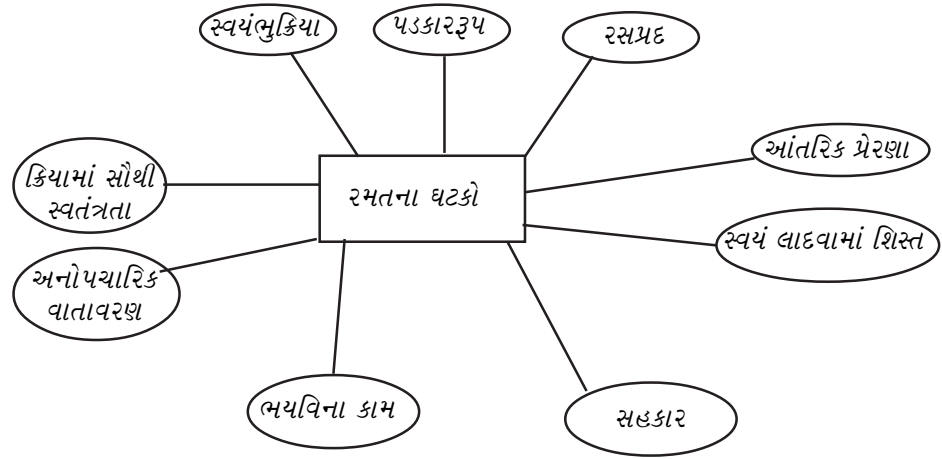 સ્વયંભુક્રિયા
પડકારરૂપ
રસપ્રદ
આંતરિક પ્રેરણા
ક્રિયામાં સૌથી
સ્વતંત્રતા
રમતના ઘટકો
સ્વયં લાદવામાં શિસ્ત
અનોપચારિક
વાતાવરણ
ભયવિના કામ
સહકાર